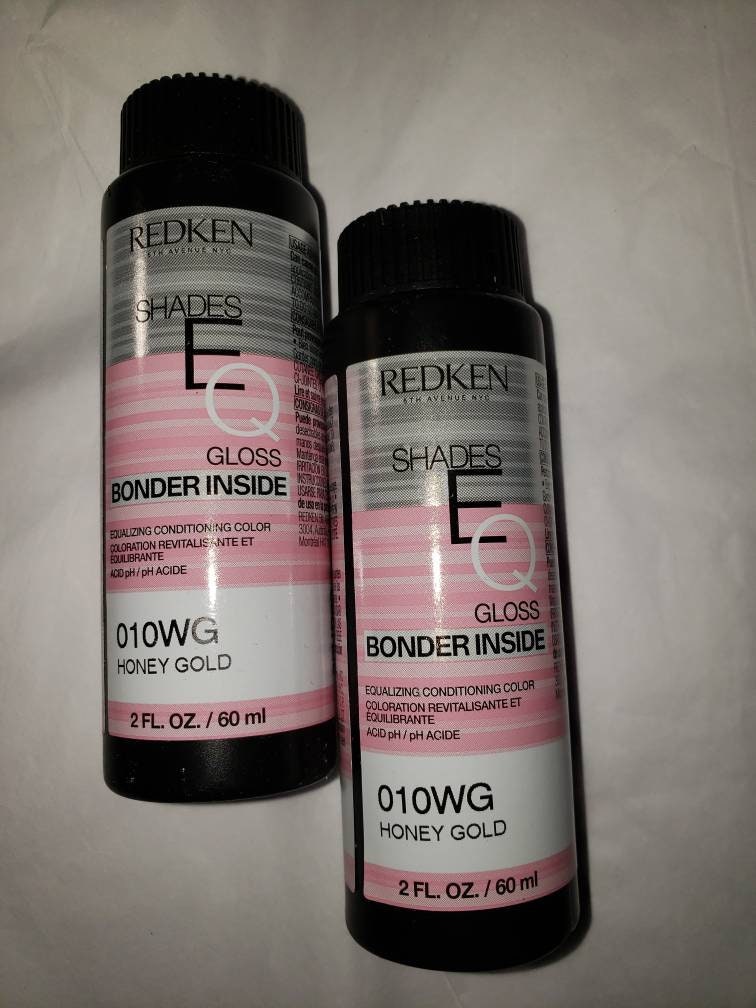 REDKEN
5TH AVENUE NYC
SHADES
EQ
GLOSS
BONDER INSIDE
EQUALIZING CONDITIONING COLOR
COLORATION REVITALISANTE ET
ÉQUILIBRANTE
ACID pH / pH ACIDE
010WG
HONEY GOLD
2 FL. OZ. / 60 ml
REDKEN
5TH AVENUE NYC
SHADES
EQ
GLOSS
BONDER INSIDE
EQUALIZING CONDITIONING COLOR
COLORATION REVITALISANTE ET
ÉQUILIBRANTE
ACID pH / pH ACIDE
010WG
HONEY GOLD
2 FL. OZ. / 60 ml